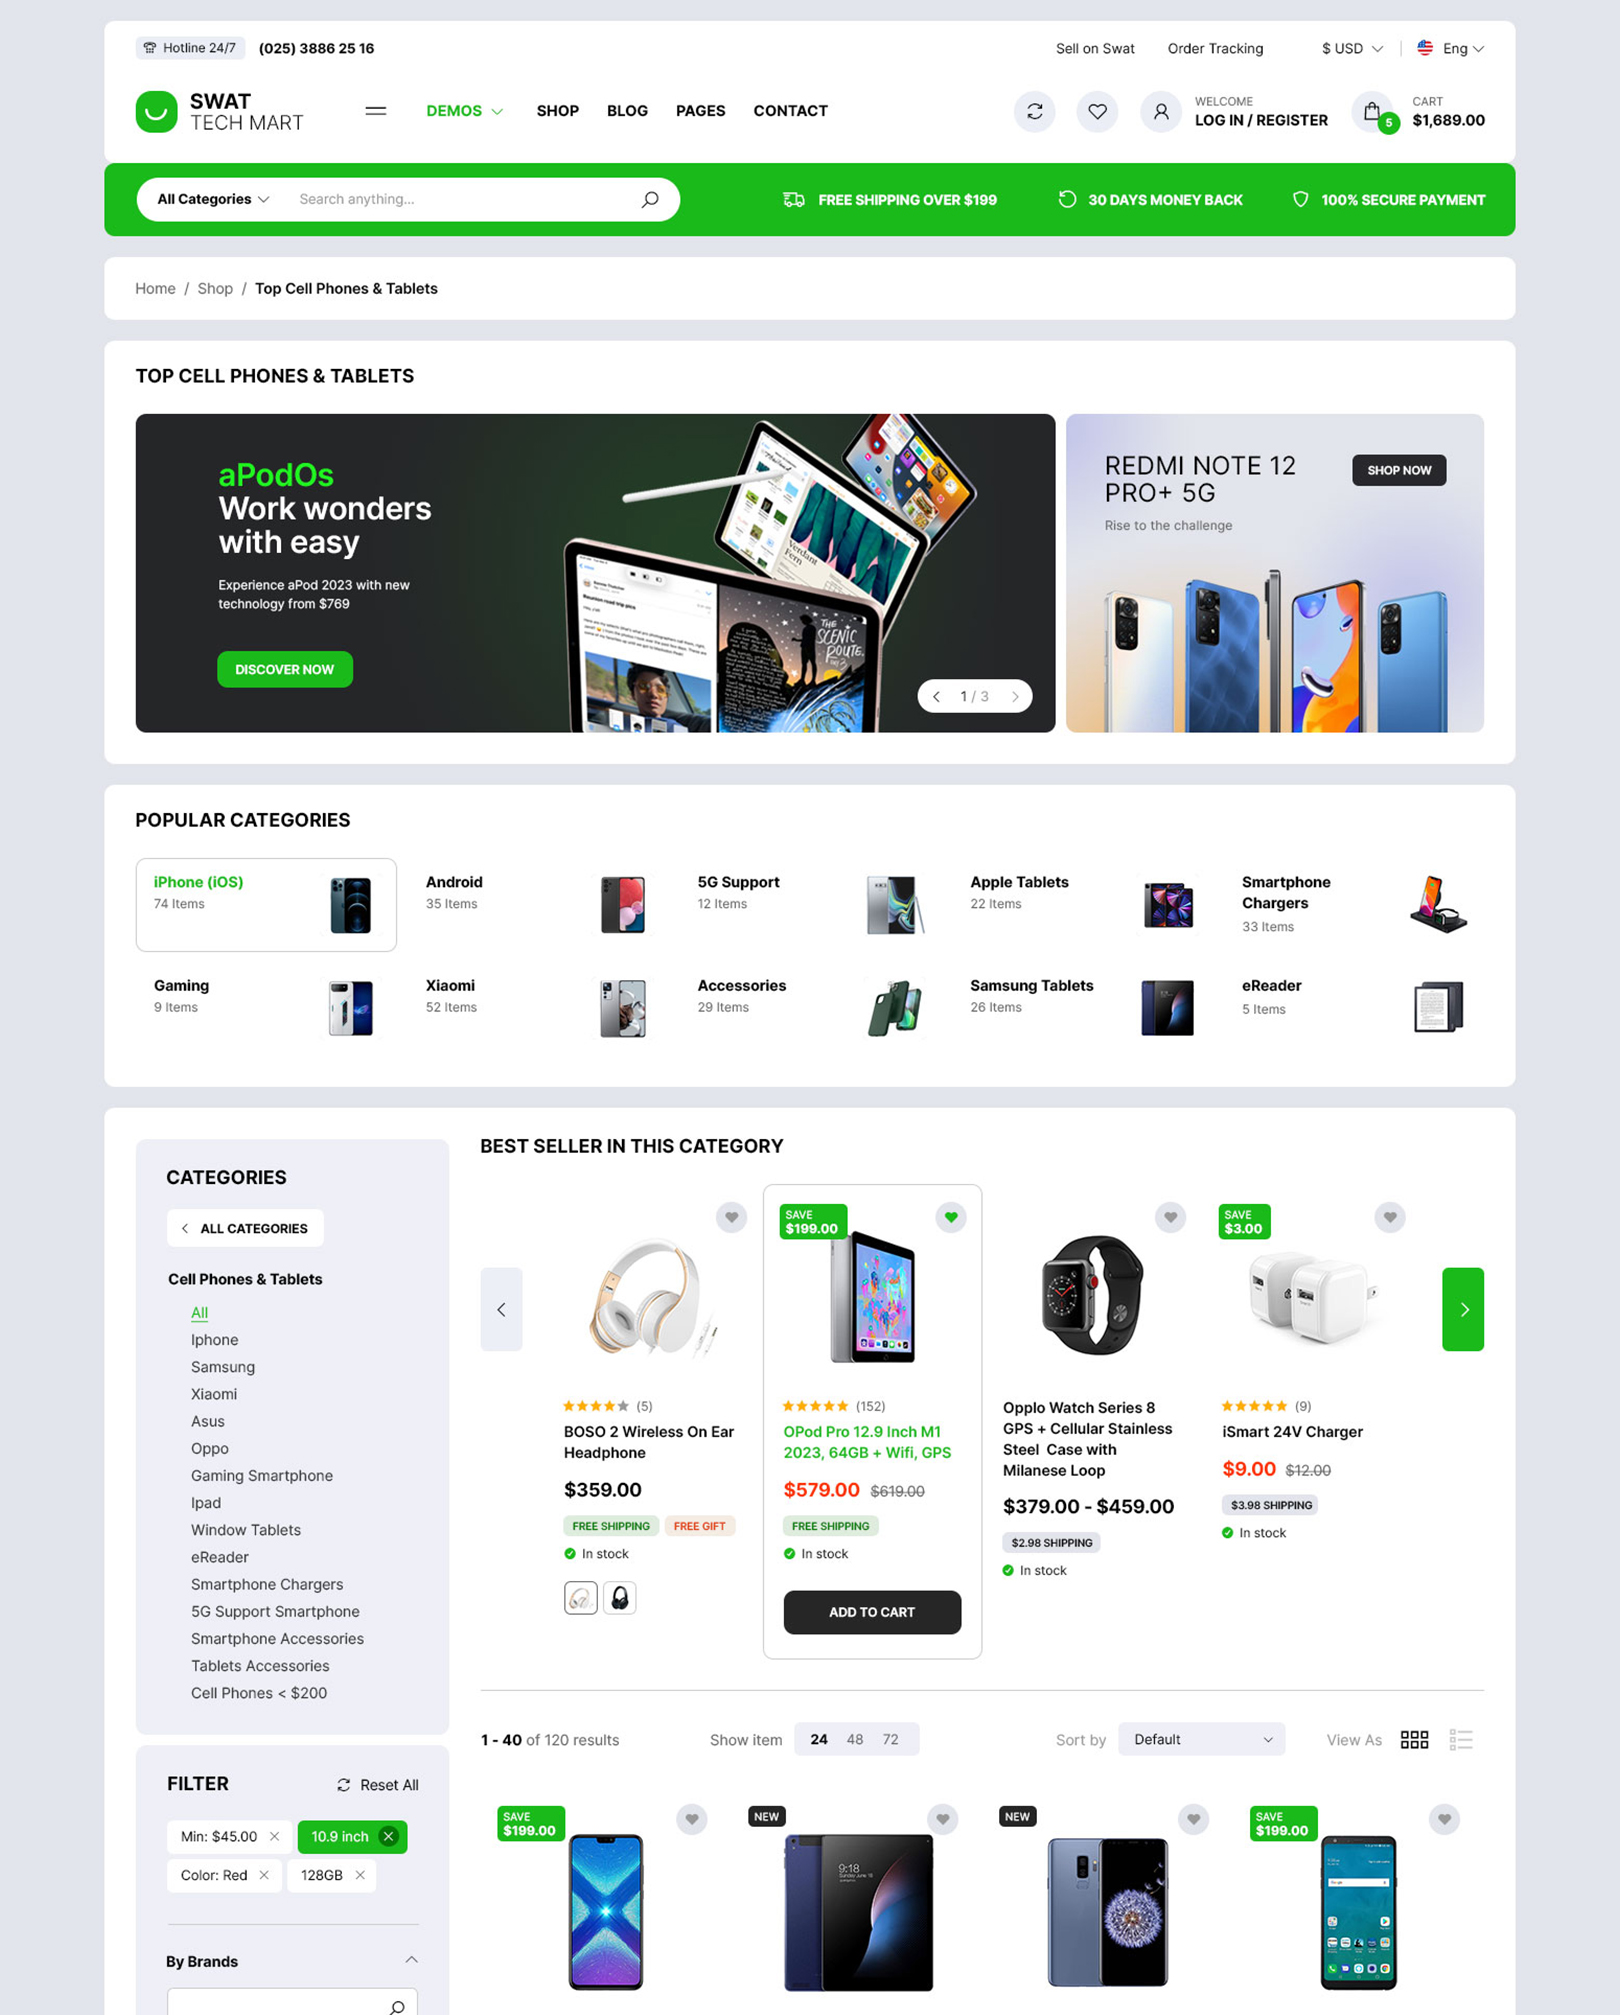 Hotline 24/7 (025) 3886 25 16
Sell on Swat Order Tracking $ USD Eng
SWAT
TECH MART
DEMOS SHOP BLOG PAGES CONTACT
WELCOME
LOG IN / REGISTER
5
CART
$1,689.00
All Categories Search anything...
FREE SHIPPING OVER $199
30 DAYS MONEY BACK
100% SECURE PAYMENT
Home / Shop / Top Cell Phones & Tablets
TOP CELL PHONES & TABLETS
aPodOs
Work wonders
with easy
Experience aPod 2023 with new
technology from $769
DISCOVER NOW
Verdant
Fern
THE
SCENIC
ROUTE
1 / 3
REDMI NOTE 12
PRO+ 5G
Rise to the challenge
SHOP NOW
POPULAR CATEGORIES
iPhone (iOS)
74 Items
Android
35 Items
5G Support
12 Items
Apple Tablets
22 Items
Smartphone
Chargers
33 Items
Gaming
9 Items
Xiaomi
52 Items
Accessories
29 Items
Samsung Tablets
26 Items
eReader
5 Items
CATEGORIES
ALL CATEGORIES
Cell Phones & Tablets
All
Iphone
Samsung
Xiaomi
Asus
Oppo
Gaming Smartphone
Ipad
Window Tablets
eReader
Smartphone Chargers
5G Support Smartphone
Smartphone Accessories
Tablets Accessories
Cell Phones < $200
FILTER
Reset All
Min: $45.00
10.9 inch
Color: Red
128GB
By Brands
BEST SELLER IN THIS CATEGORY
(5)
BOSO 2 Wireless On Ear
Headphone
$359.00
FREE SHIPPING FREE GIFT
In stock
SAVE
$199.00
(152)
OPod Pro 12.9 Inch M1
2023, 64GB + Wifi, GPS
$579.00 $619.00
FREE SHIPPING
In stock
ADD TO CART
Opplo Watch Series 8
GPS + Cellular Stainless
Steel Case with
Milanese Loop
$379.00 - $459.00
$2.98 SHIPPING
In stock
SAVE
$3.00
(9)
iSmart 24V Charger
$9.00 $12.00
$3.98 SHIPPING
In stock
1 - 40 of 120 results
Show item 24 48 72
Sort by Default
View As
SAVE
$199.00
NEW
9:18
NEW
SAVE
$199.00